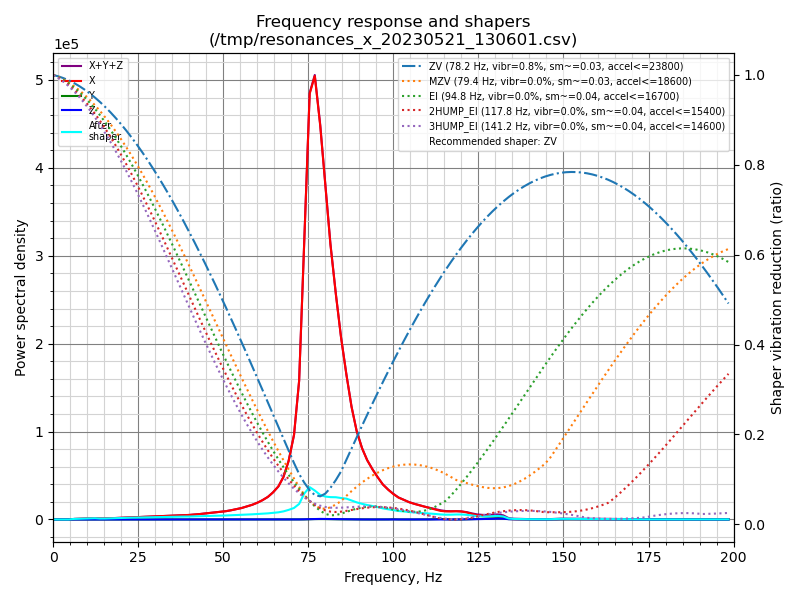 Frequency response and shapers
(/tmp/resonances_x_20230521_130601.csv)
1e5
X+Y+Z
X
Y
Z
After
shaper
ZV (78.2 Hz, vibr=0.8%, sm~=0.03, accel<=23800)
MZV (79.4 Hz, vibr=0.0%, sm~=0.03, accel<=18600)
EI (94.8 Hz, vibr=0.0%, sm~=0.04, accel<=16700)
2HUMP_EI (117.8 Hz, vibr=0.0%, sm~=0.04, accel<=15400)
3HUMP_EI (141.2 Hz, vibr=0.0%, sm~=0.04, accel<=14600)
Recommended shaper: ZV
5
4
3
2
1
0
Power spectral density
1.0
0.8
0.6
0.4
0.2
0.0
Shaper vibration reduction (ratio)
0 25 50 75 100 125 150 175 200
Frequency, Hz